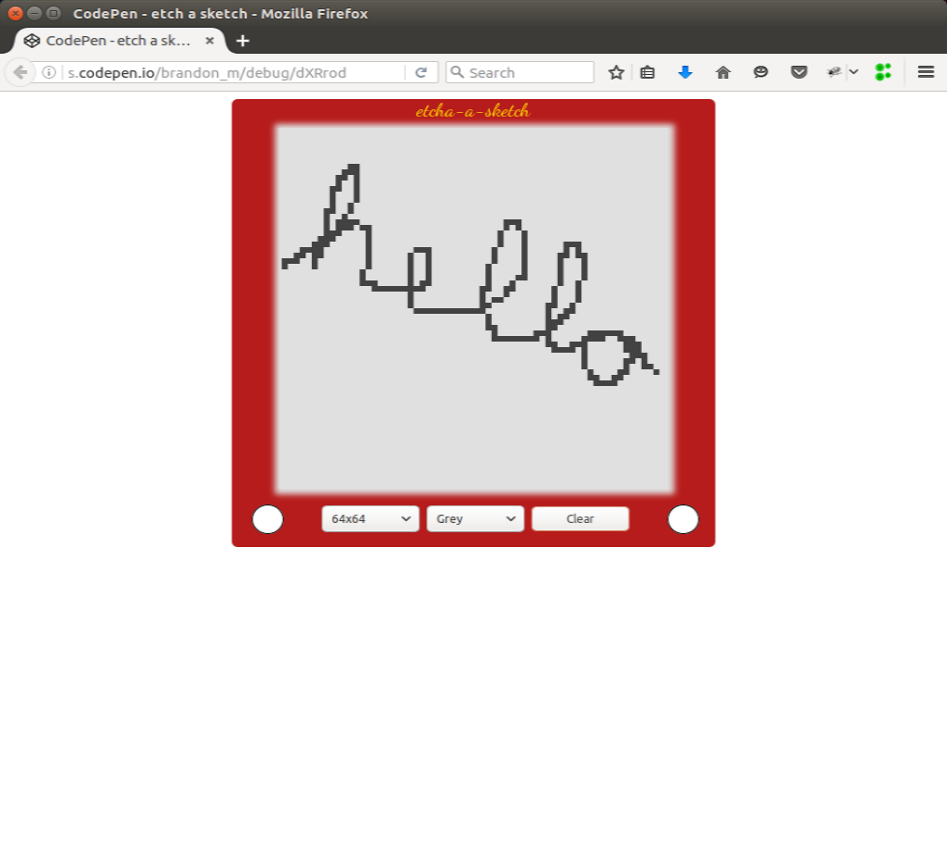 CodePen - etch a sketch - Mozilla Firefox
CodePen - etch a sk...
s.codepen.io/brandon_m/debug/dXRrod
Search
etcha-a-sketch
hello
64x64
Grey
Clear